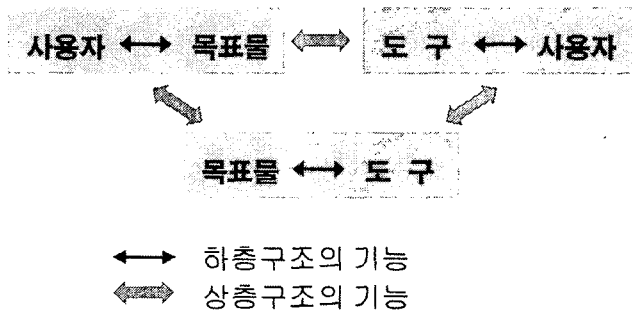 사용자 목표물 도 구 사용자
목표물 도 구
하층구조의 기능
상층구조의 기능